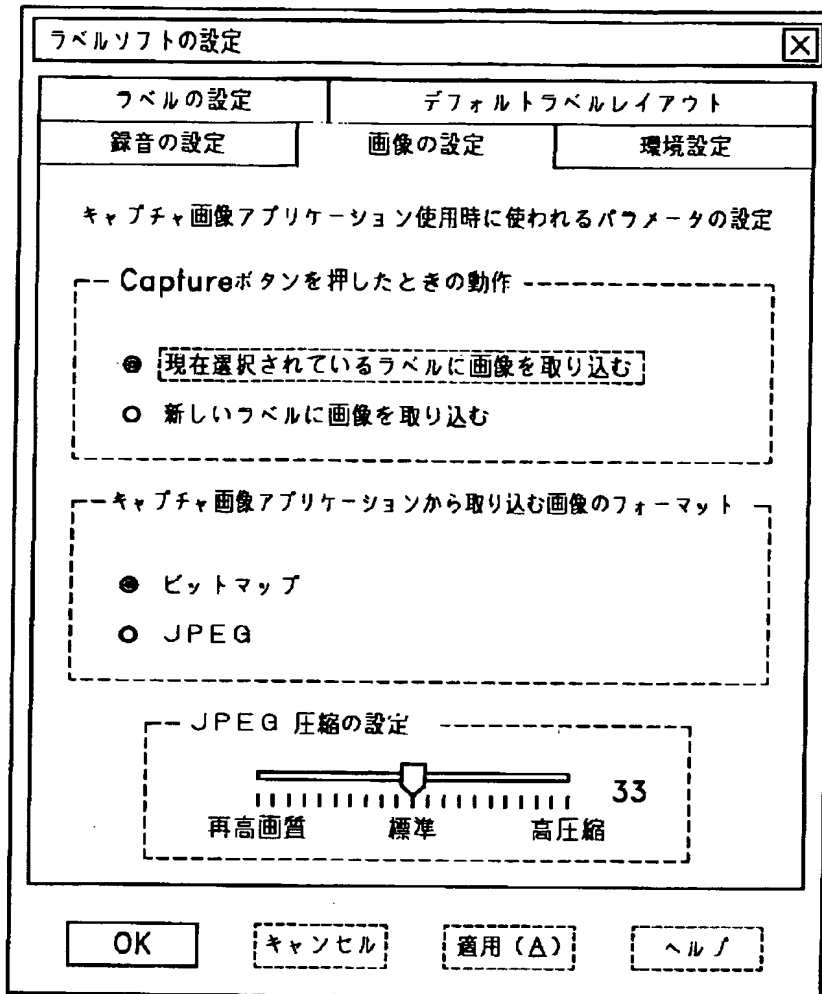 ラベルソフトの設定
ラベルの設定 デフォルトラベルレイアウト
録音の設定 画像の設定 環境設定
キャプチャ画像アプリケーション使用時に使われるパラメータの設定
Captureボタンを押したときの動作
現在選択されているラベルに画像を取り込む
新しいラベルに画像を取り込む
キャプチャ画像アプリケーションから取り込む画像のフォーマット
ビットマップ
JPEG
JPEG 圧縮の設定
33
再高画質 標準 高圧縮
OK キャンセル 適用(A) ヘルプ